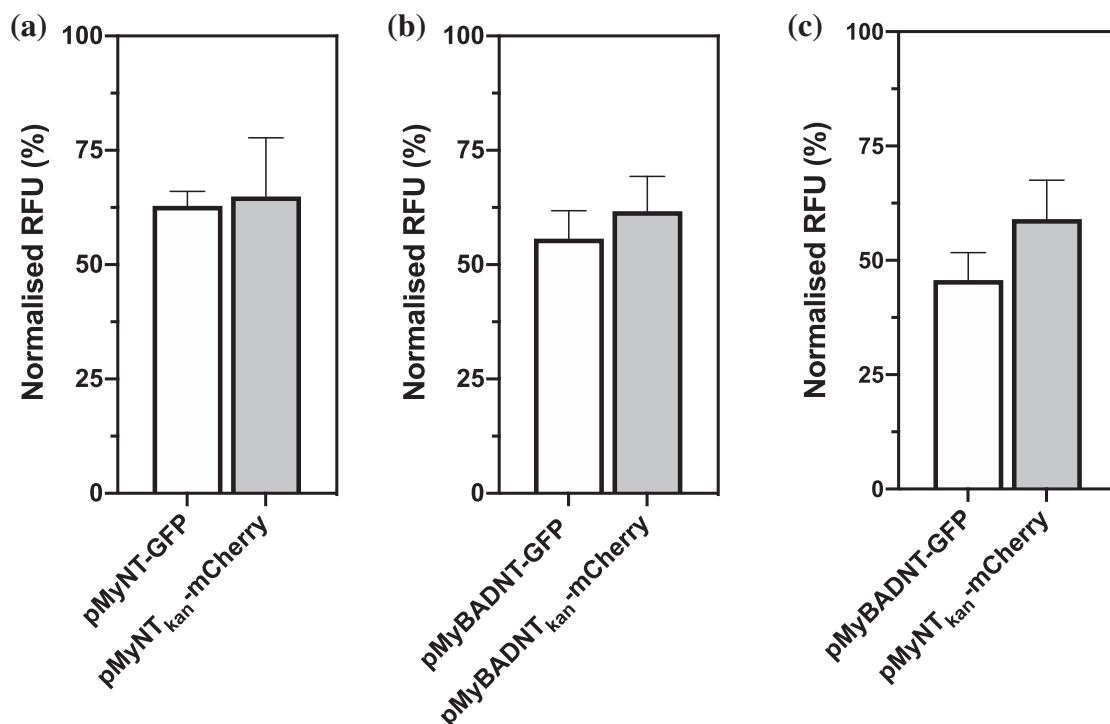 (a)
Normalised RFU (%)
100
75
50
25
0
pMyNT-GFP
pMyNTkan-mCherry
(b)
Normalised RFU (%)
100
75
50
25
0
pMyBADNT-GFP
pMyBADNTkan-mCherry
(c)
Normalised RFU (%)
100
75
50
25
0
pMyBADNT-GFP
pMyNTkan-mCherry